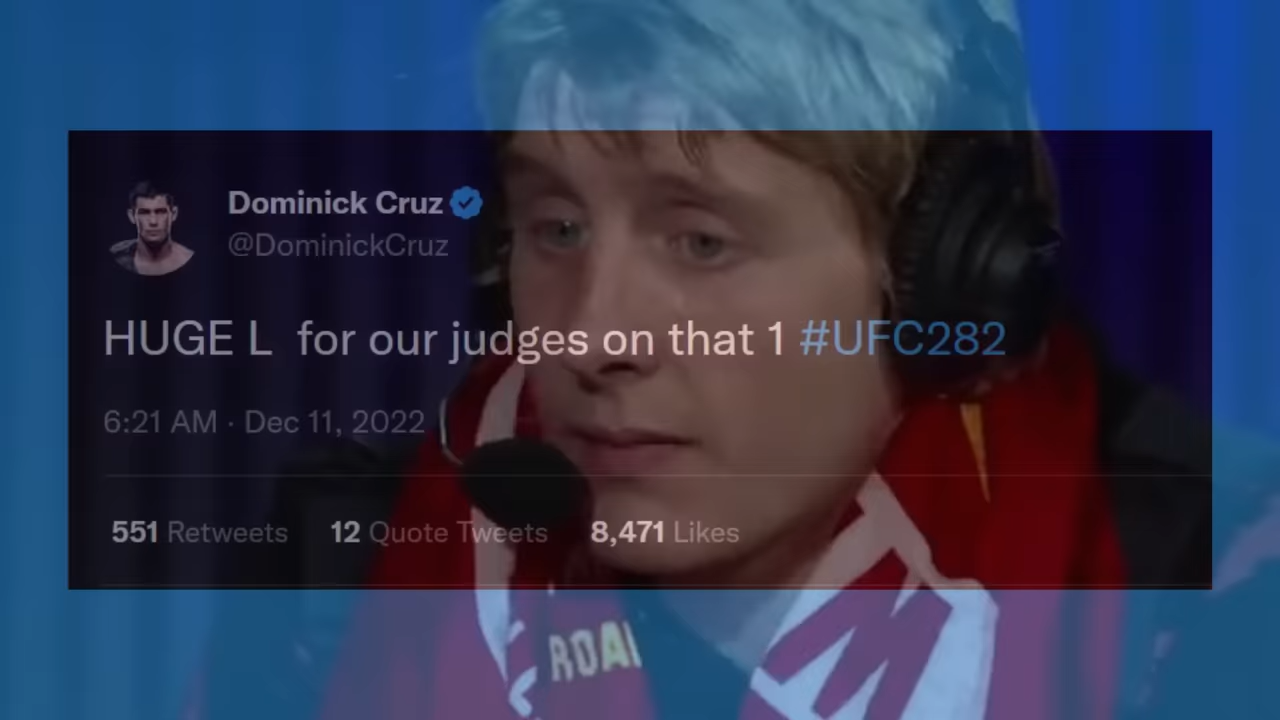 Dominick Cruz
@DominickCruz
HUGE L for our judges on that 1 #UFC282
6:21 AM · Dec 11, 2022
551 Retweets 12 Quote Tweets 8,471 Likes